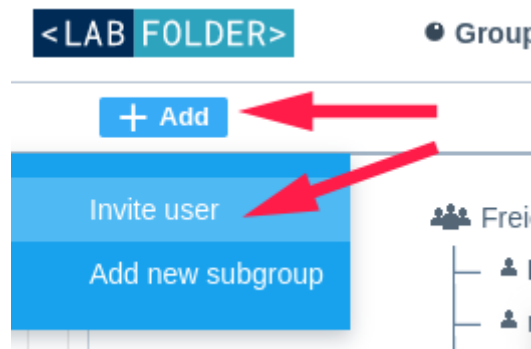 <LAB FOLDER>
Group
+ Add
Invite user
Add new subgroup
Frei